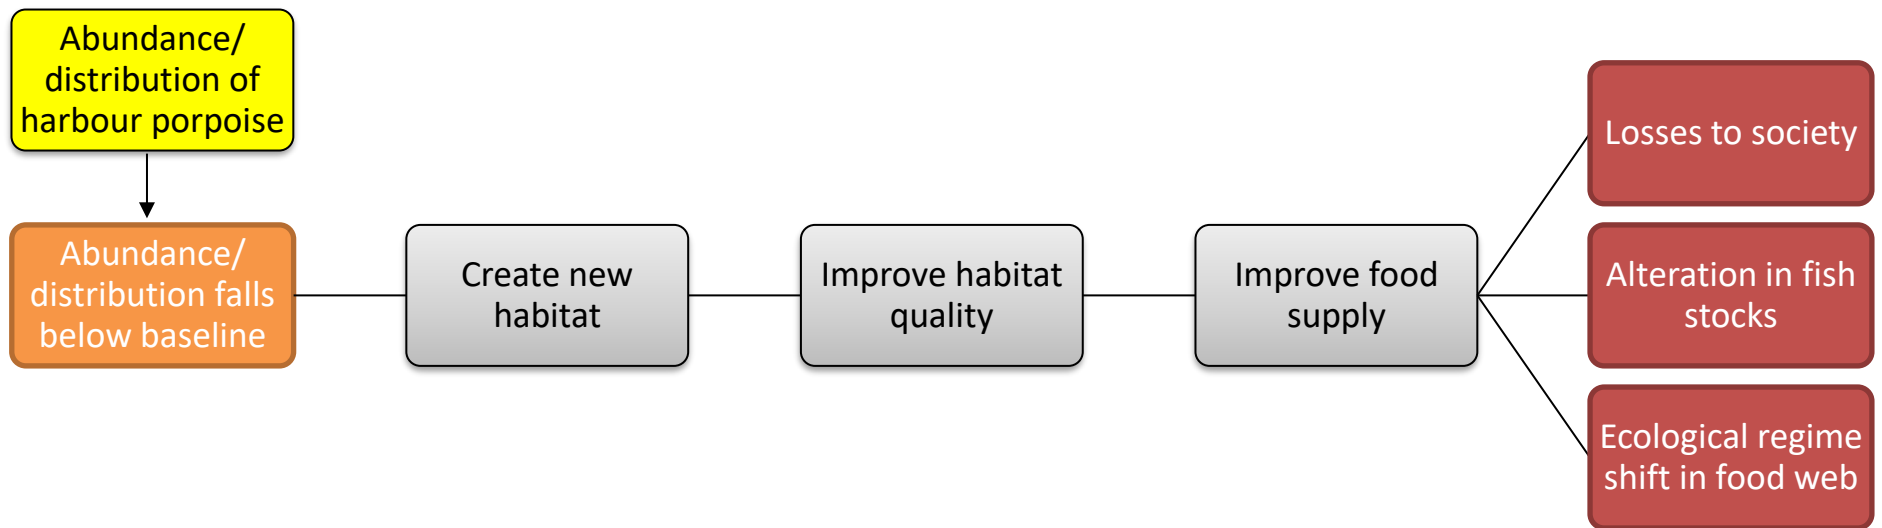 Abundance/
distribution of
harbour porpoise
Abundance/
distribution falls
below baseline
Create new
habitat
Improve habitat
quality
Improve food
supply
Losses to society
Alteration in fish
stocks
Ecological regime
shift in food web